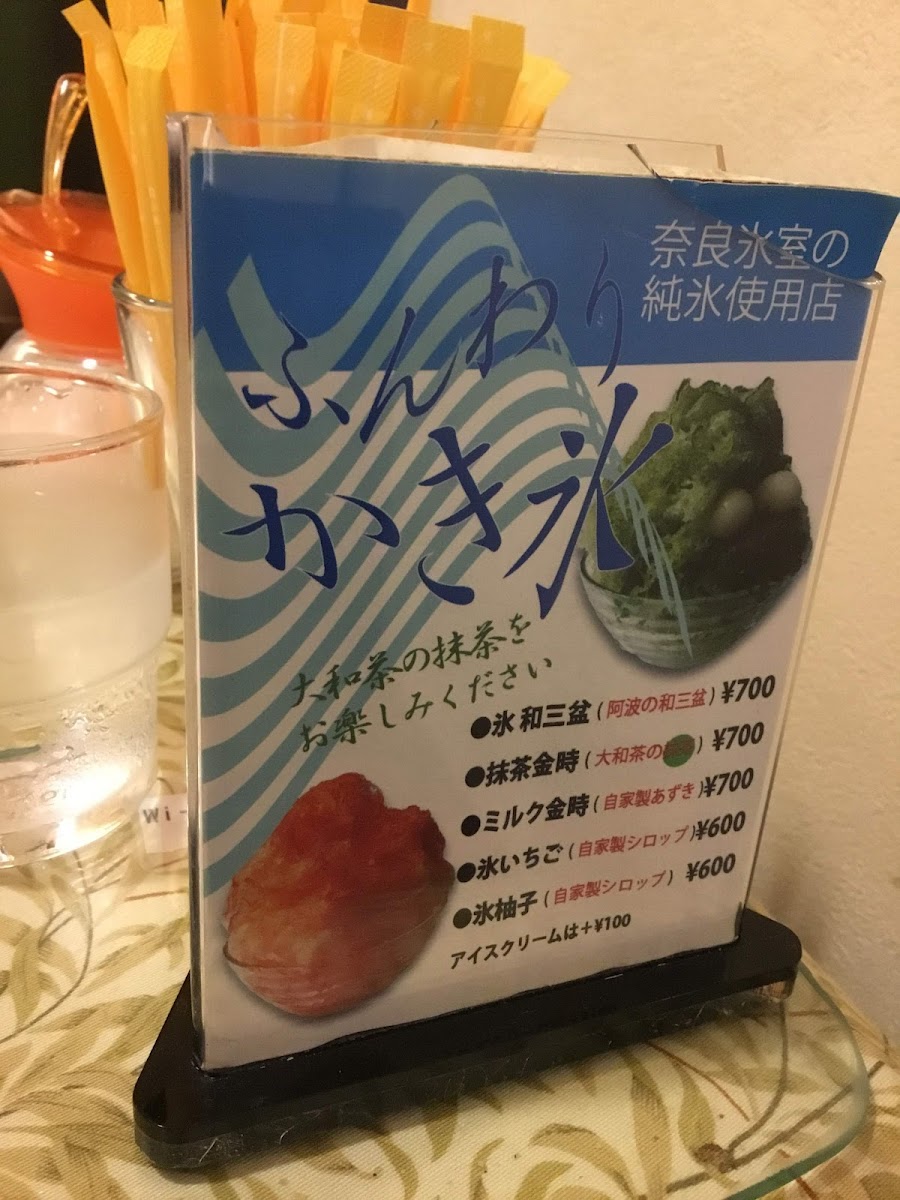 奈良氷室の
純氷使用店
ふんわり
かき氷
大和茶の抹茶を
お楽しみください
●氷 和三盆 (阿波の和三盆) ¥700
●抹茶金時 (大和茶の ) ¥700
●ミルク金時 (自家製あずき) ¥700
●氷いちご (自家製シロップ) ¥600
●氷柚子 (自家製シロップ) ¥600
アイスクリームは+¥100
Wi-